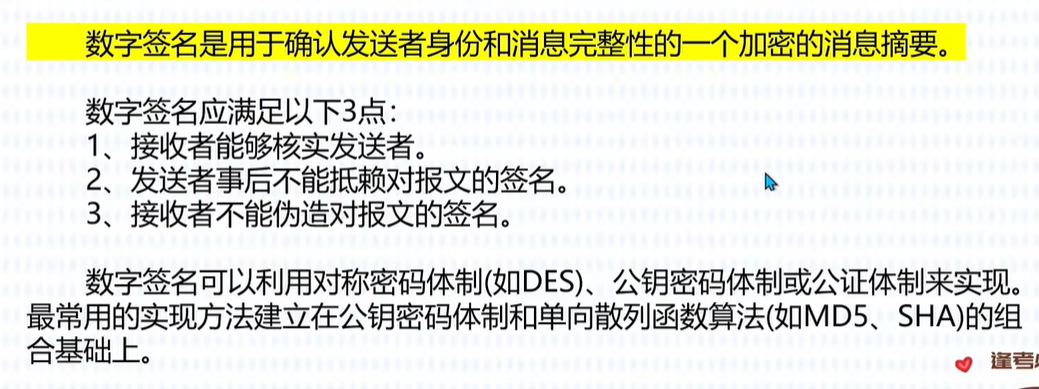 数字签名是用于确认发送者身份和消息完整性的一个加密的消息摘要。
数字签名应满足以下3点：
1、接收者能够核实发送者。
2、发送者事后不能抵赖对报文的签名。
3、接收者不能伪造对报文的签名。
数字签名可以利用对称密码体制(如DES)、公钥密码体制或公证体制来实现。
最常用的实现方法建立在公钥密码体制和单向散列函数算法(如MD5、SHA)的组
合基础上。
逢考